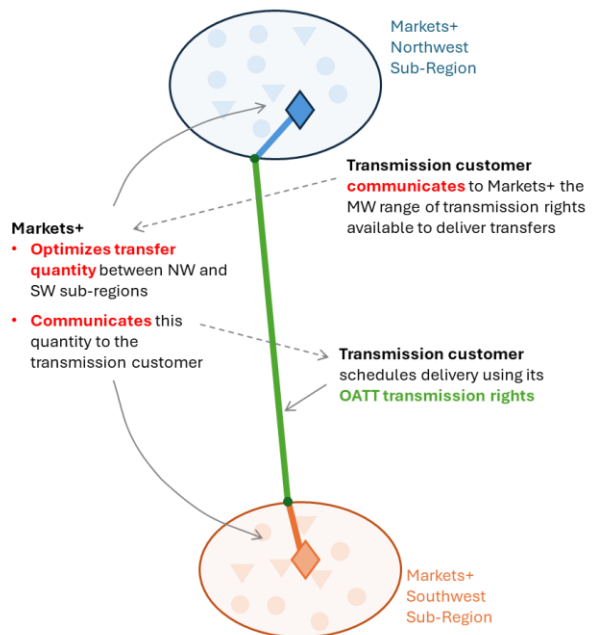 Markets+
Northwest
Sub-Region
Transmission customer
communicates to Markets+ the
MW range of transmission rights
available to deliver transfers
Markets+
• Optimizes transfer
quantity between NW and
SW sub-regions
• Communicates this
quantity to the
transmission customer
Transmission customer
schedules delivery using its
OATT transmission rights
Markets+
Southwest
Sub-Region